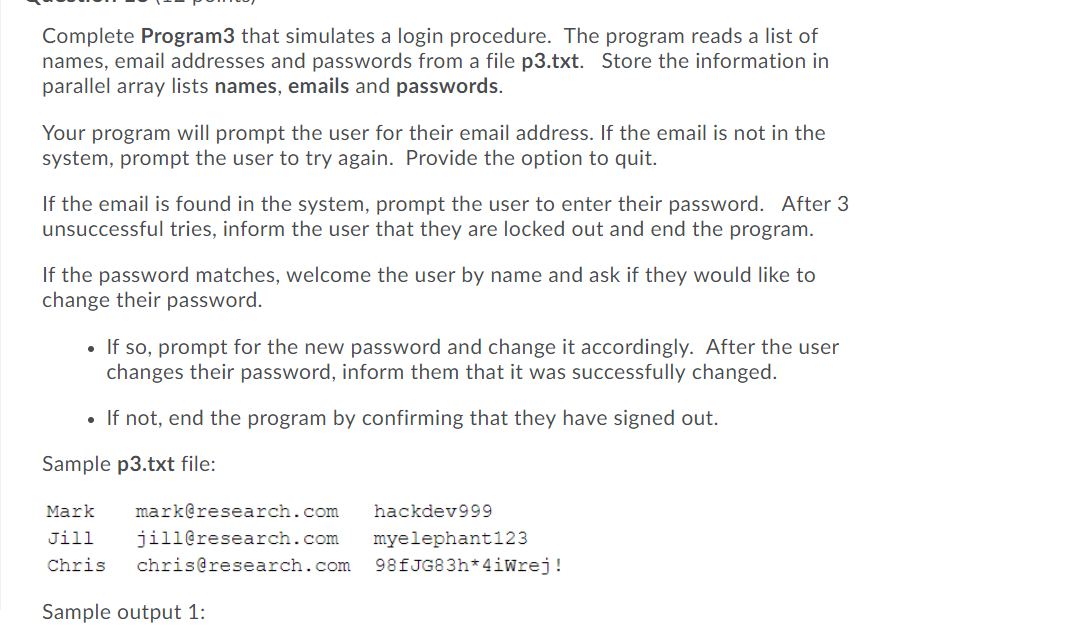 Complete Program3 that simulates a login procedure. The program reads a list of
names, email addresses and passwords from a file p3.txt. Store the information in
parallel array lists names, emails and passwords.
Your program will prompt the user for their email address. If the email is not in the
system, prompt the user to try again. Provide the option to quit.
If the email is found in the system, prompt the user to enter their password. After 3
unsuccessful tries, inform the user that they are locked out and end the program.
If the password matches, welcome the user by name and ask if they would like to
change their password.
• If so, prompt for the new password and change it accordingly. After the user
changes their password, inform them that it was successfully changed.
• If not, end the program by confirming that they have signed out.
Sample p3.txt file:
Mark mark@research.com hackdev999
Jill jill@research.com myelephant123
Chris chris@research.com 98fJG83h*4iWrej!
Sample output 1: